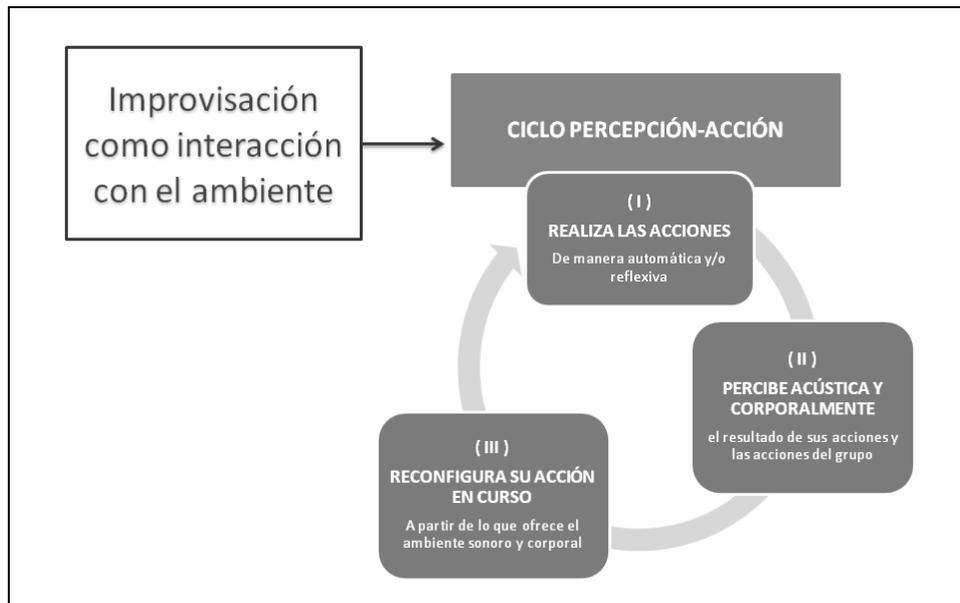 Improvisación
como interacción
con el ambiente
CICLO PERCEPCIÓN-ACCIÓN
( I )
REALIZA LAS ACCIONES
De manera automática y/o
reflexiva
( II )
PERCIBE ACÚSTICA Y
CORPORALMENTE
el resultado de sus acciones y
las acciones del grupo
( III )
RECONFIGURA SU ACCIÓN
EN CURSO
A partir de lo que ofrece el
ambiente sonoro y corporal